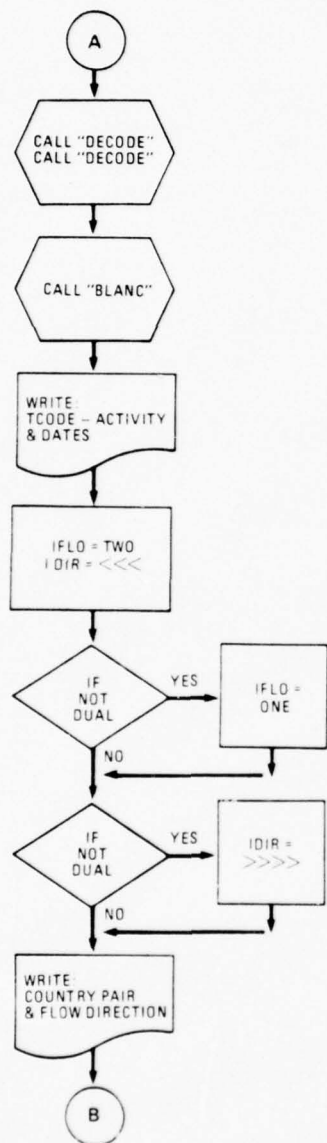 A
CALL "DECODE"
CALL "DECODE"
CALL "BLANC"
WRITE:
TCODE – ACTIVITY
& DATES
IFLO = TWO
IDIR = <<<
IF
NOT
DUAL
YES
IFLO =
ONE
NO
IF
NOT
DUAL
YES
IDIR =
>>>>
NO
WRITE:
COUNTRY PAIR
& FLOW DIRECTION
B